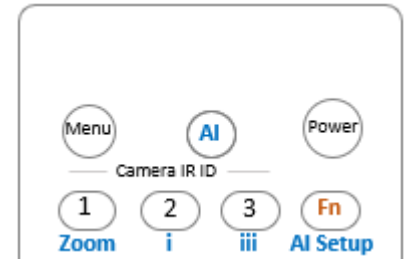 Menu AI Power
Camera IR ID
1 2 3 Fn
Zoom i iii AI Setup